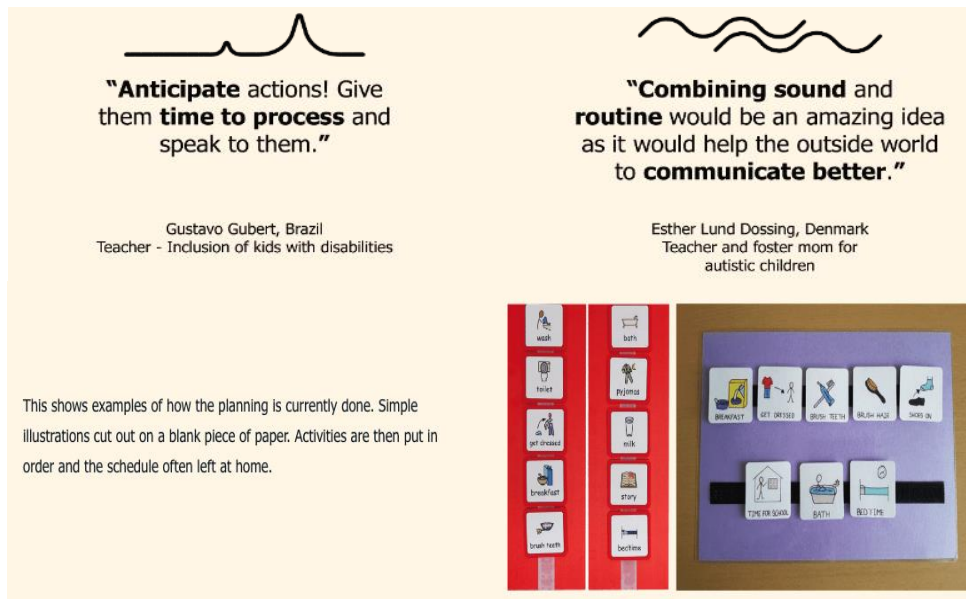 “Anticipate actions! Give
them time to process and
speak to them.”
Gustavo Gubert, Brazil
Teacher - Inclusion of kids with disabilities
“Combining sound and
routine would be an amazing idea
as it would help the outside world
to communicate better.”
Esther Lund Dossing, Denmark
Teacher and foster mom for
autistic children
This shows examples of how the planning is currently done. Simple
illustrations cut out on a blank piece of paper. Activities are then put in
order and the schedule often left at home.
wash
toilet
get dressed
breakfast
brush teeth
bath
pyjamas
milk
story
bedtime
BREAKFAST GET DRESSED BRUSH TEETH BRUSH HAIR SHOES ON
TIME FOR SCHOOL BATH BEDTIME